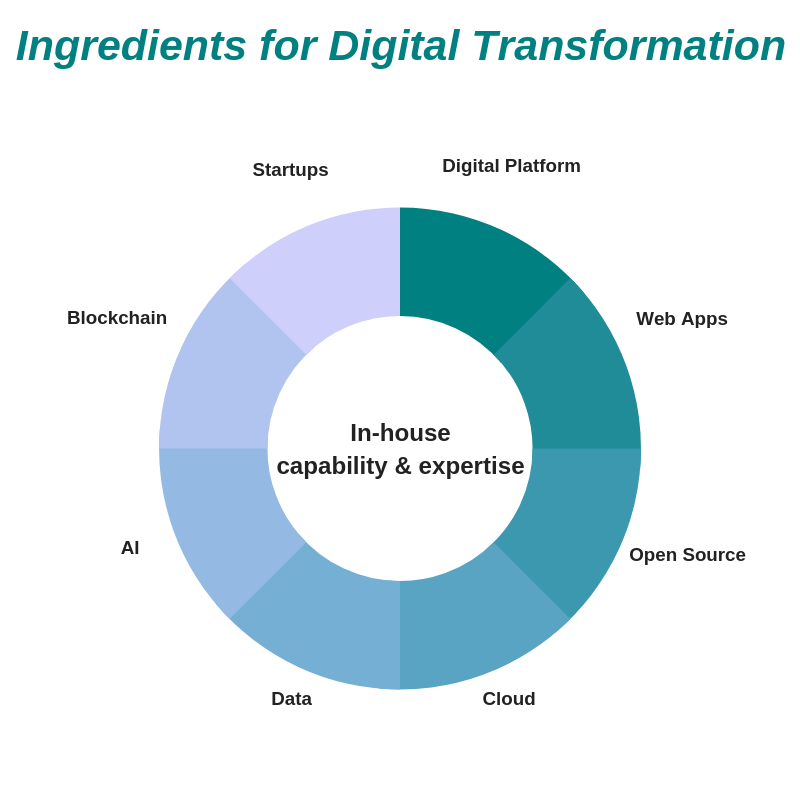 Ingredients for Digital Transformation
Startups
Digital Platform
Blockchain
Web Apps
In-house
capability & expertise
AI
Open Source
Data
Cloud